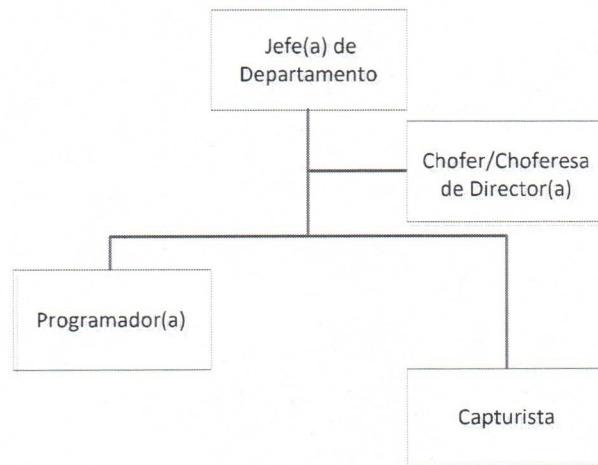 Jefe(a) de
Departamento
Chofer/Choferesa
de Director(a)
Programador(a)
Capturista